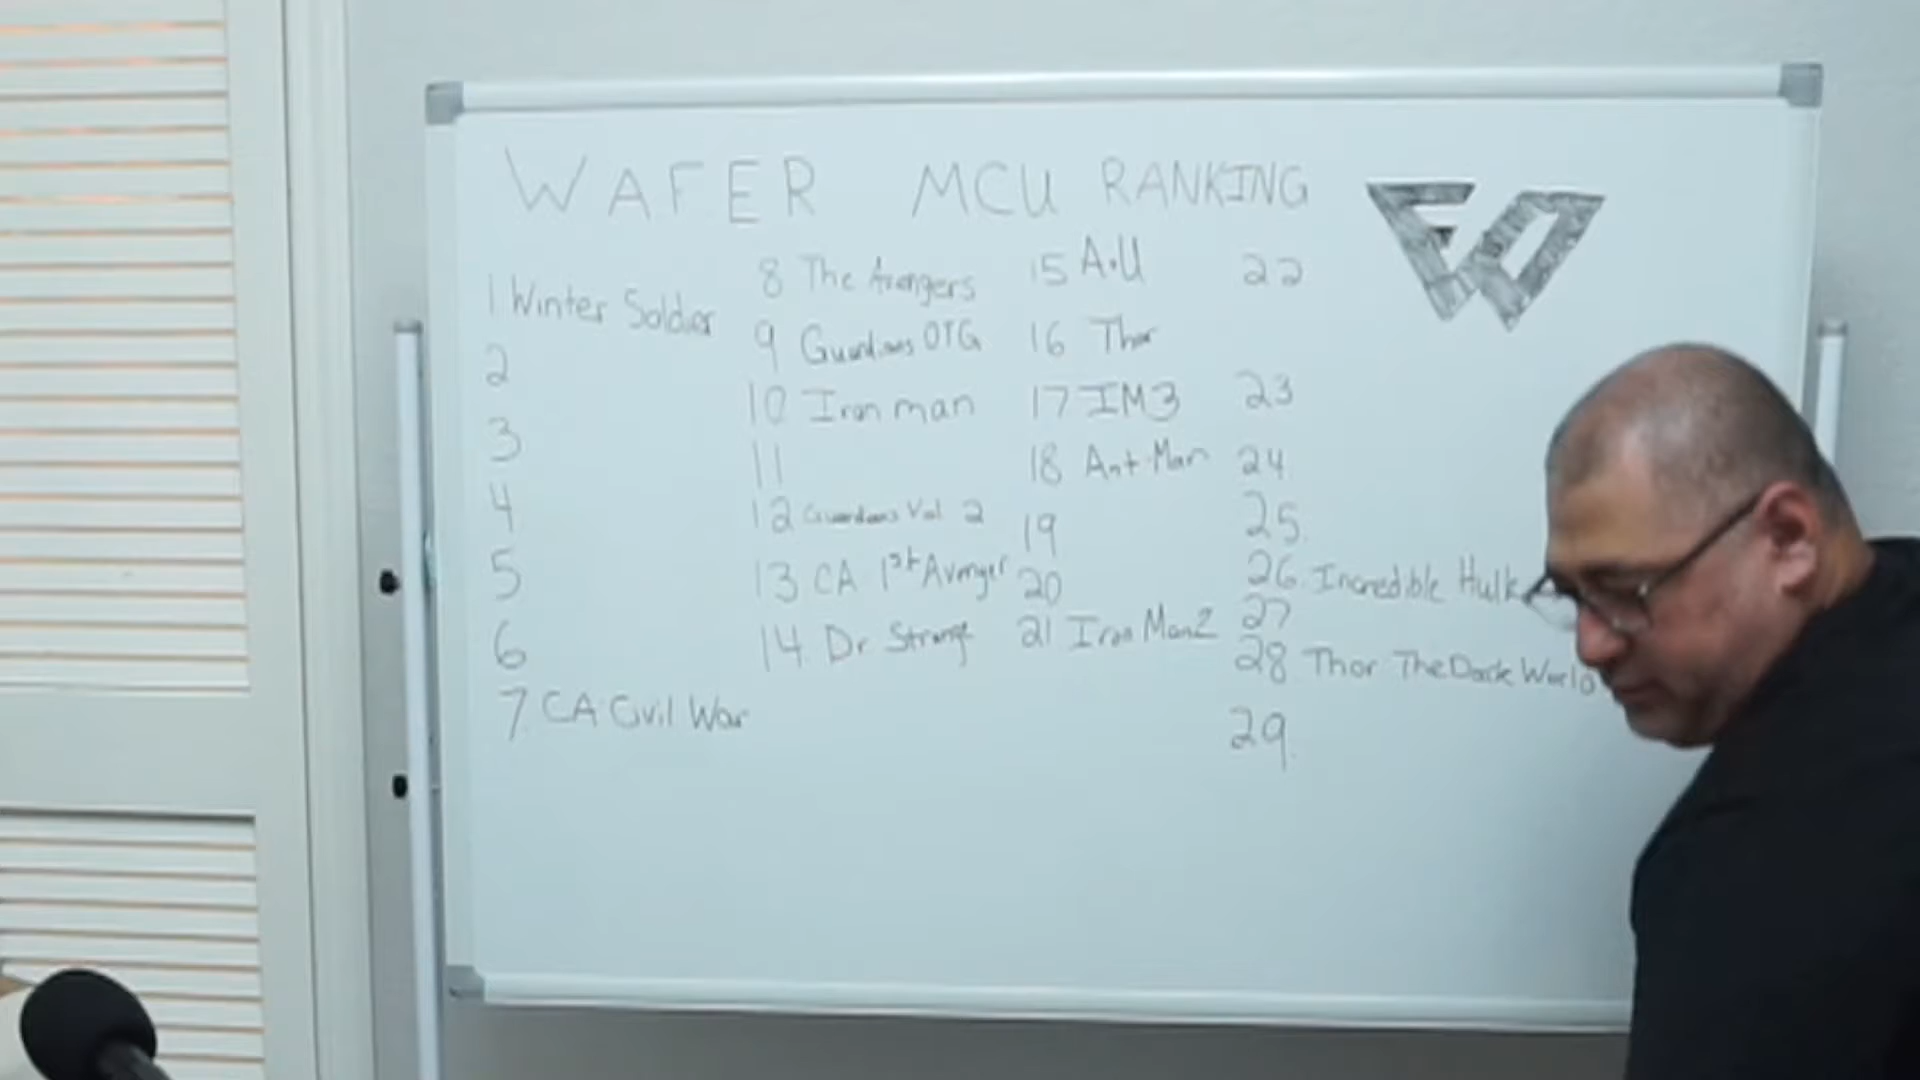 WAFER MCU RANKING
1 Winter Soldier
2
3
4
5
6
7. CA Civil War
8 The Avengers
9 Guardians OTG
10 Iron man
11
12 Guardians Vol 2
13 CA 1st Avenger
14. Dr Strange
15 A.U
16 Thor
17 IM3
18 Ant-Man
19
20
21 Iron Man 2
22
23
24
25.
26. Incredible Hulk
27
28 Thor The Dark World
29.